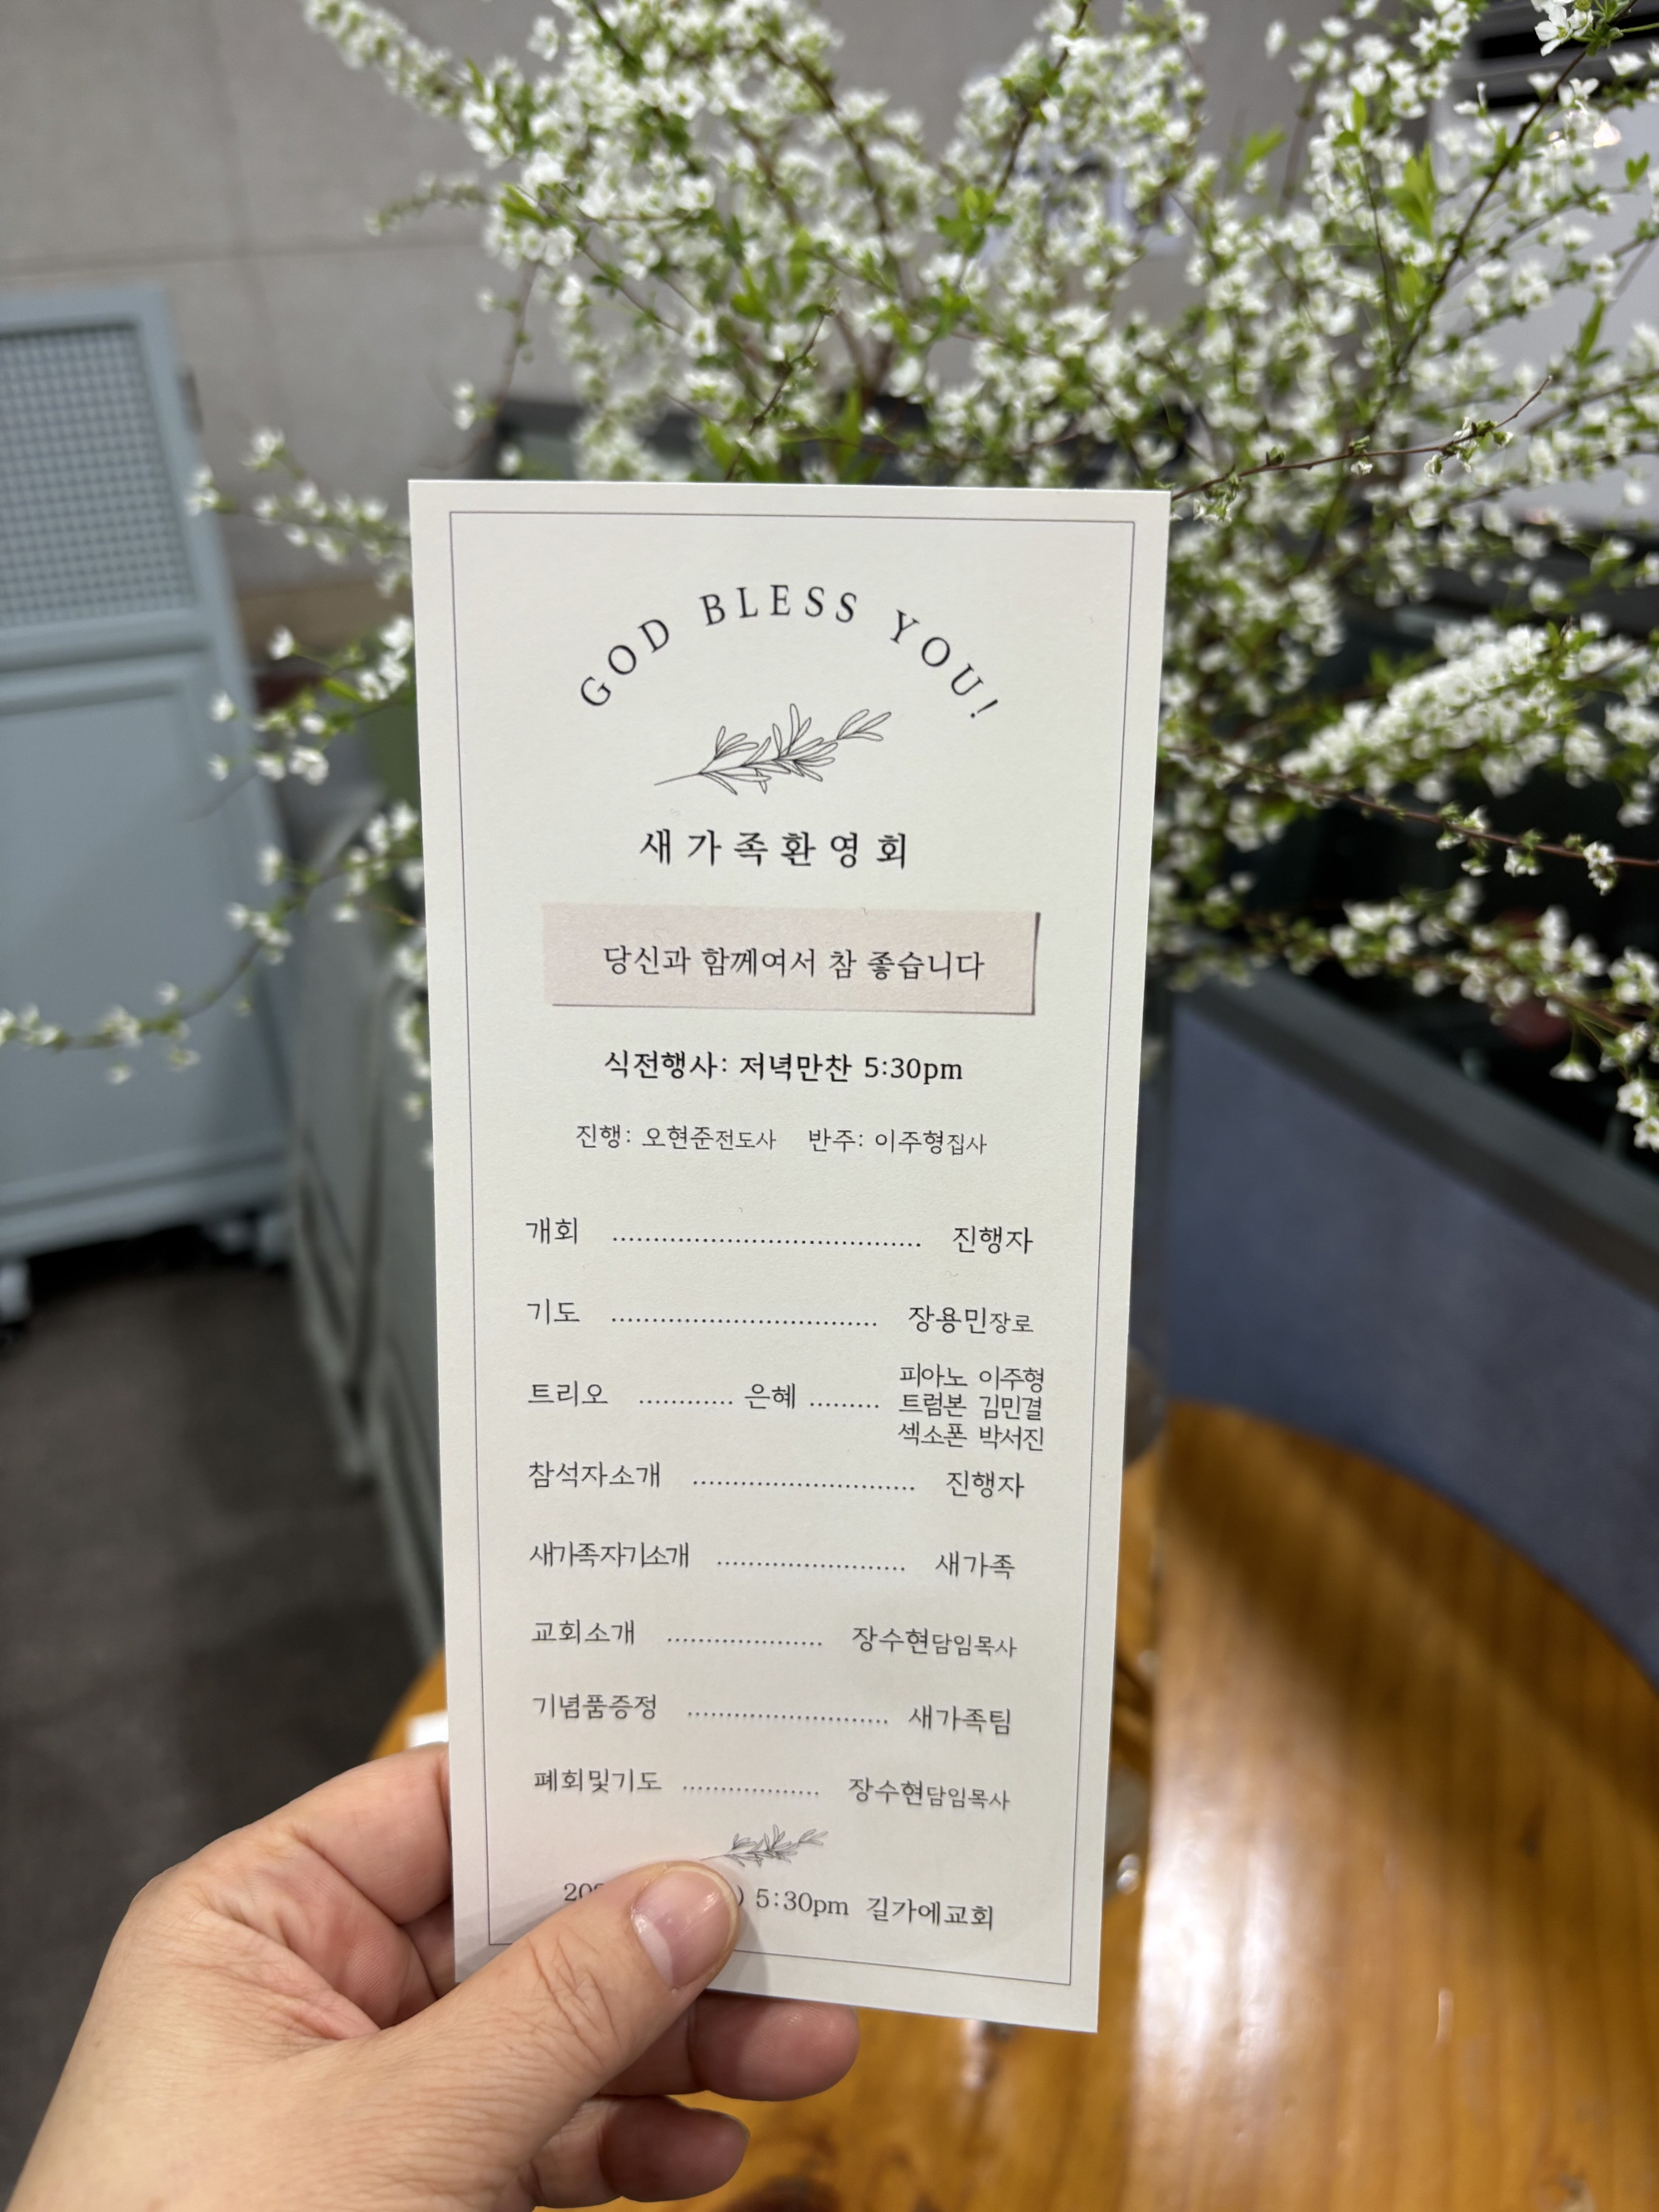 GOD BLESS YOU!
새가족환영회
당신과 함께여서 참 좋습니다
식전행사: 저녁만찬 5:30pm
진행: 오현준전도사 반주: 이주형집사
개회 ...................................... 진행자
기도 ................................. 장용민장로
트리오 ............ 은혜 ......... 피아노 이주형
트럼본 김민결
섹소폰 박서진
참석자소개 ........................... 진행자
새가족자기소개 ....................... 새가족
교회소개 .................... 장수현담임목사
기념품증정 ......................... 새가족팀
폐회및기도 ................. 장수현담임목사
) 5:30pm 길가에교회